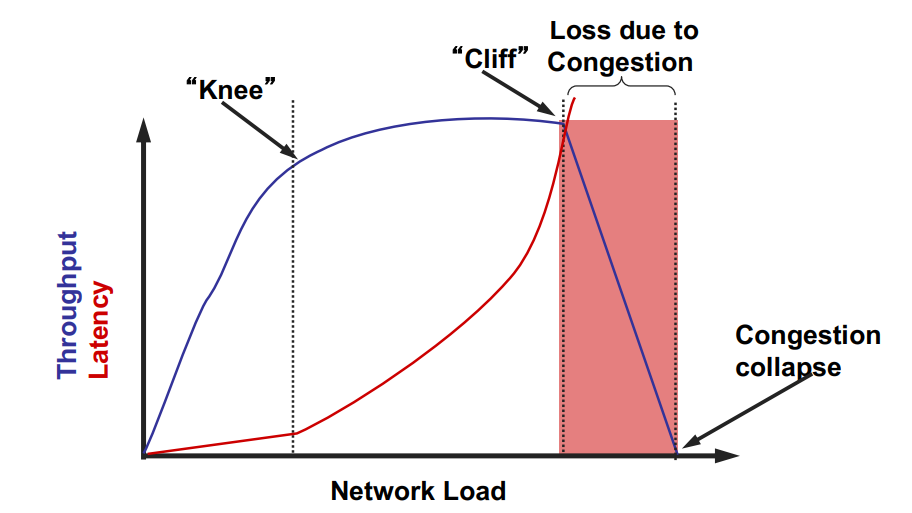 Loss due to
Congestion
“Cliff”
“Knee”
Throughput
Latency
Congestion
collapse
Network Load